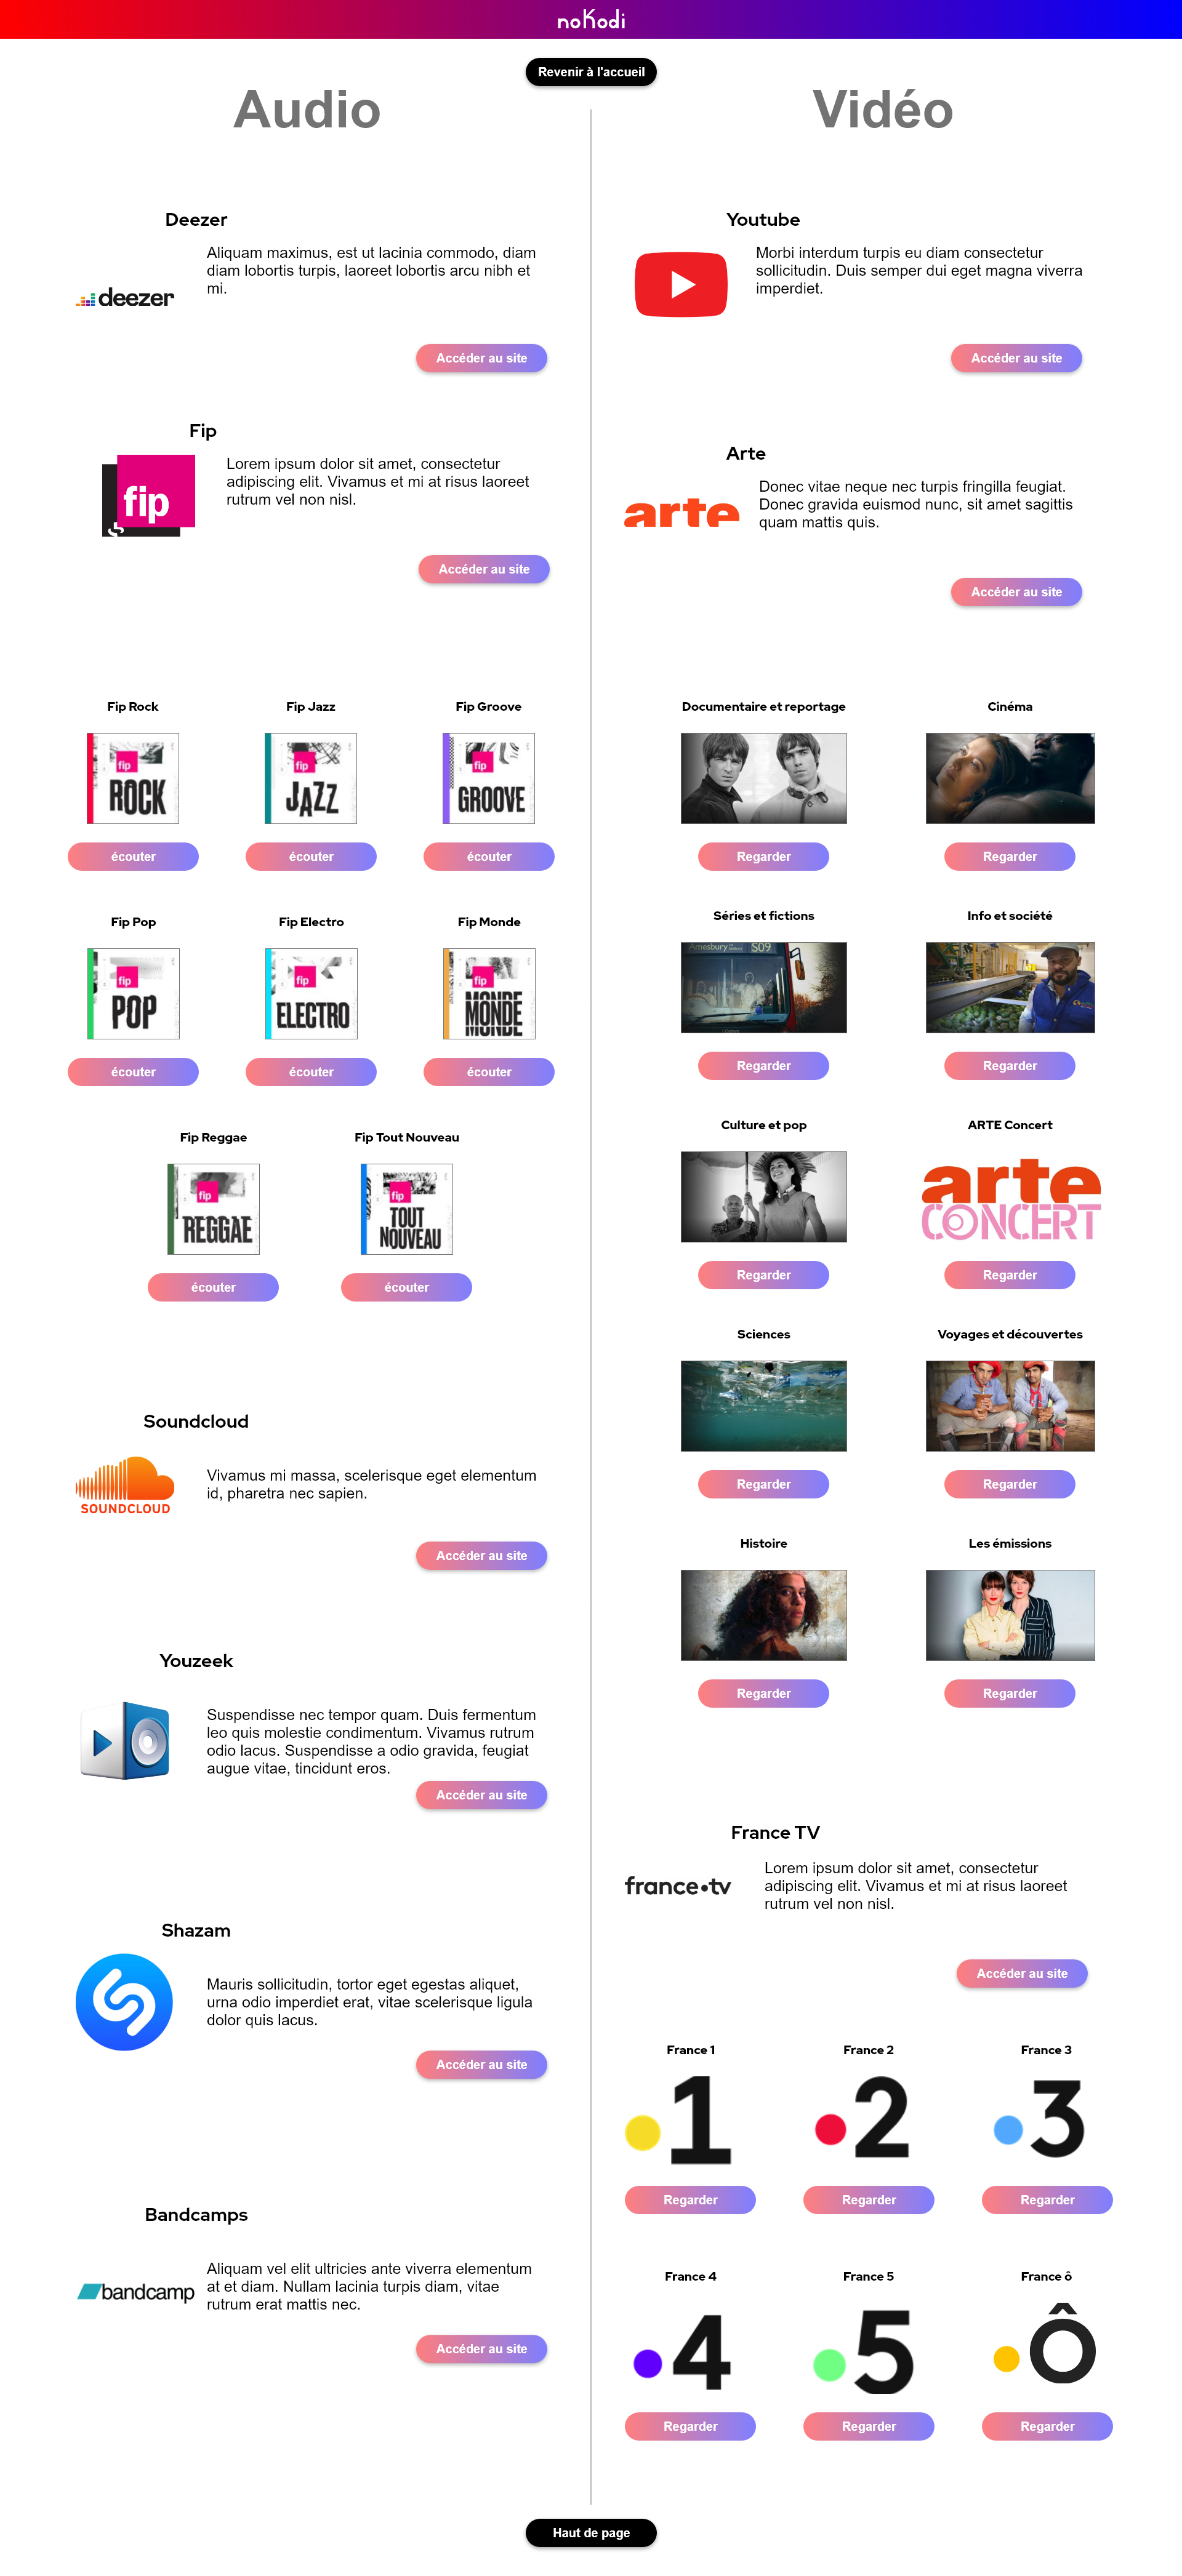 noKodi
Revenir à l'accueil
Audio
Deezer
deezer
Aliquam maximus, est ut lacinia commodo, diam
diam lobortis turpis, laoreet lobortis arcu nibh et
mi.
Accéder au site
Fip
fip
Lorem ipsum dolor sit amet, consectetur
adipiscing elit. Vivamus et mi at risus laoreet
rutrum vel non nisl.
Accéder au site
Fip Rock
Fip Jazz
Fip Groove
fip
ROCK
fip
JAZZ
fip
GROOVE
écouter
écouter
écouter
Fip Pop
Fip Electro
Fip Monde
fip
POP
fip
ELECTRO
fip
MONDE
écouter
écouter
écouter
Fip Reggae
Fip Tout Nouveau
fip
REGGAE
fip
TOUT
NOUVEAU
écouter
écouter
Soundcloud
SOUNDCLOUD
Vivamus mi massa, scelerisque eget elementum
id, pharetra nec sapien.
Accéder au site
Youzeek
Suspendisse nec tempor quam. Duis fermentum
leo quis molestie condimentum. Vivamus rutrum
odio lacus. Suspendisse a odio gravida, feugiat
augue vitae, tincidunt eros.
Accéder au site
Shazam
Mauris sollicitudin, tortor eget egestas aliquet,
urna odio imperdiet erat, vitae scelerisque ligula
dolor quis lacus.
Accéder au site
Bandcamps
bandcamp
Aliquam vel elit ultricies ante viverra elementum
at et diam. Nullam lacinia turpis diam, vitae
rutrum erat mattis nec.
Accéder au site
Vidéo
Youtube
Morbi interdum turpis eu diam consectetur
sollicitudin. Duis semper dui eget magna viverra
imperdiet.
Accéder au site
Arte
arte
Donec vitae neque nec turpis fringilla feugiat.
Donec gravida euismod nunc, sit amet sagittis
quam mattis quis.
Accéder au site
Documentaire et reportage
Cinéma
Regarder
Regarder
Séries et fictions
Info et société
Amesbury
S09
Regarder
Regarder
Culture et pop
ARTE Concert
arte
CONCERT
Regarder
Regarder
Sciences
Voyages et découvertes
Regarder
Regarder
Histoire
Les émissions
Regarder
Regarder
France TV
france•tv
Lorem ipsum dolor sit amet, consectetur
adipiscing elit. Vivamus et mi at risus laoreet
rutrum vel non nisl.
Accéder au site
France 1
France 2
France 3
1
2
3
Regarder
Regarder
Regarder
France 4
France 5
France ô
4
5
Ô
Regarder
Regarder
Regarder
Haut de page